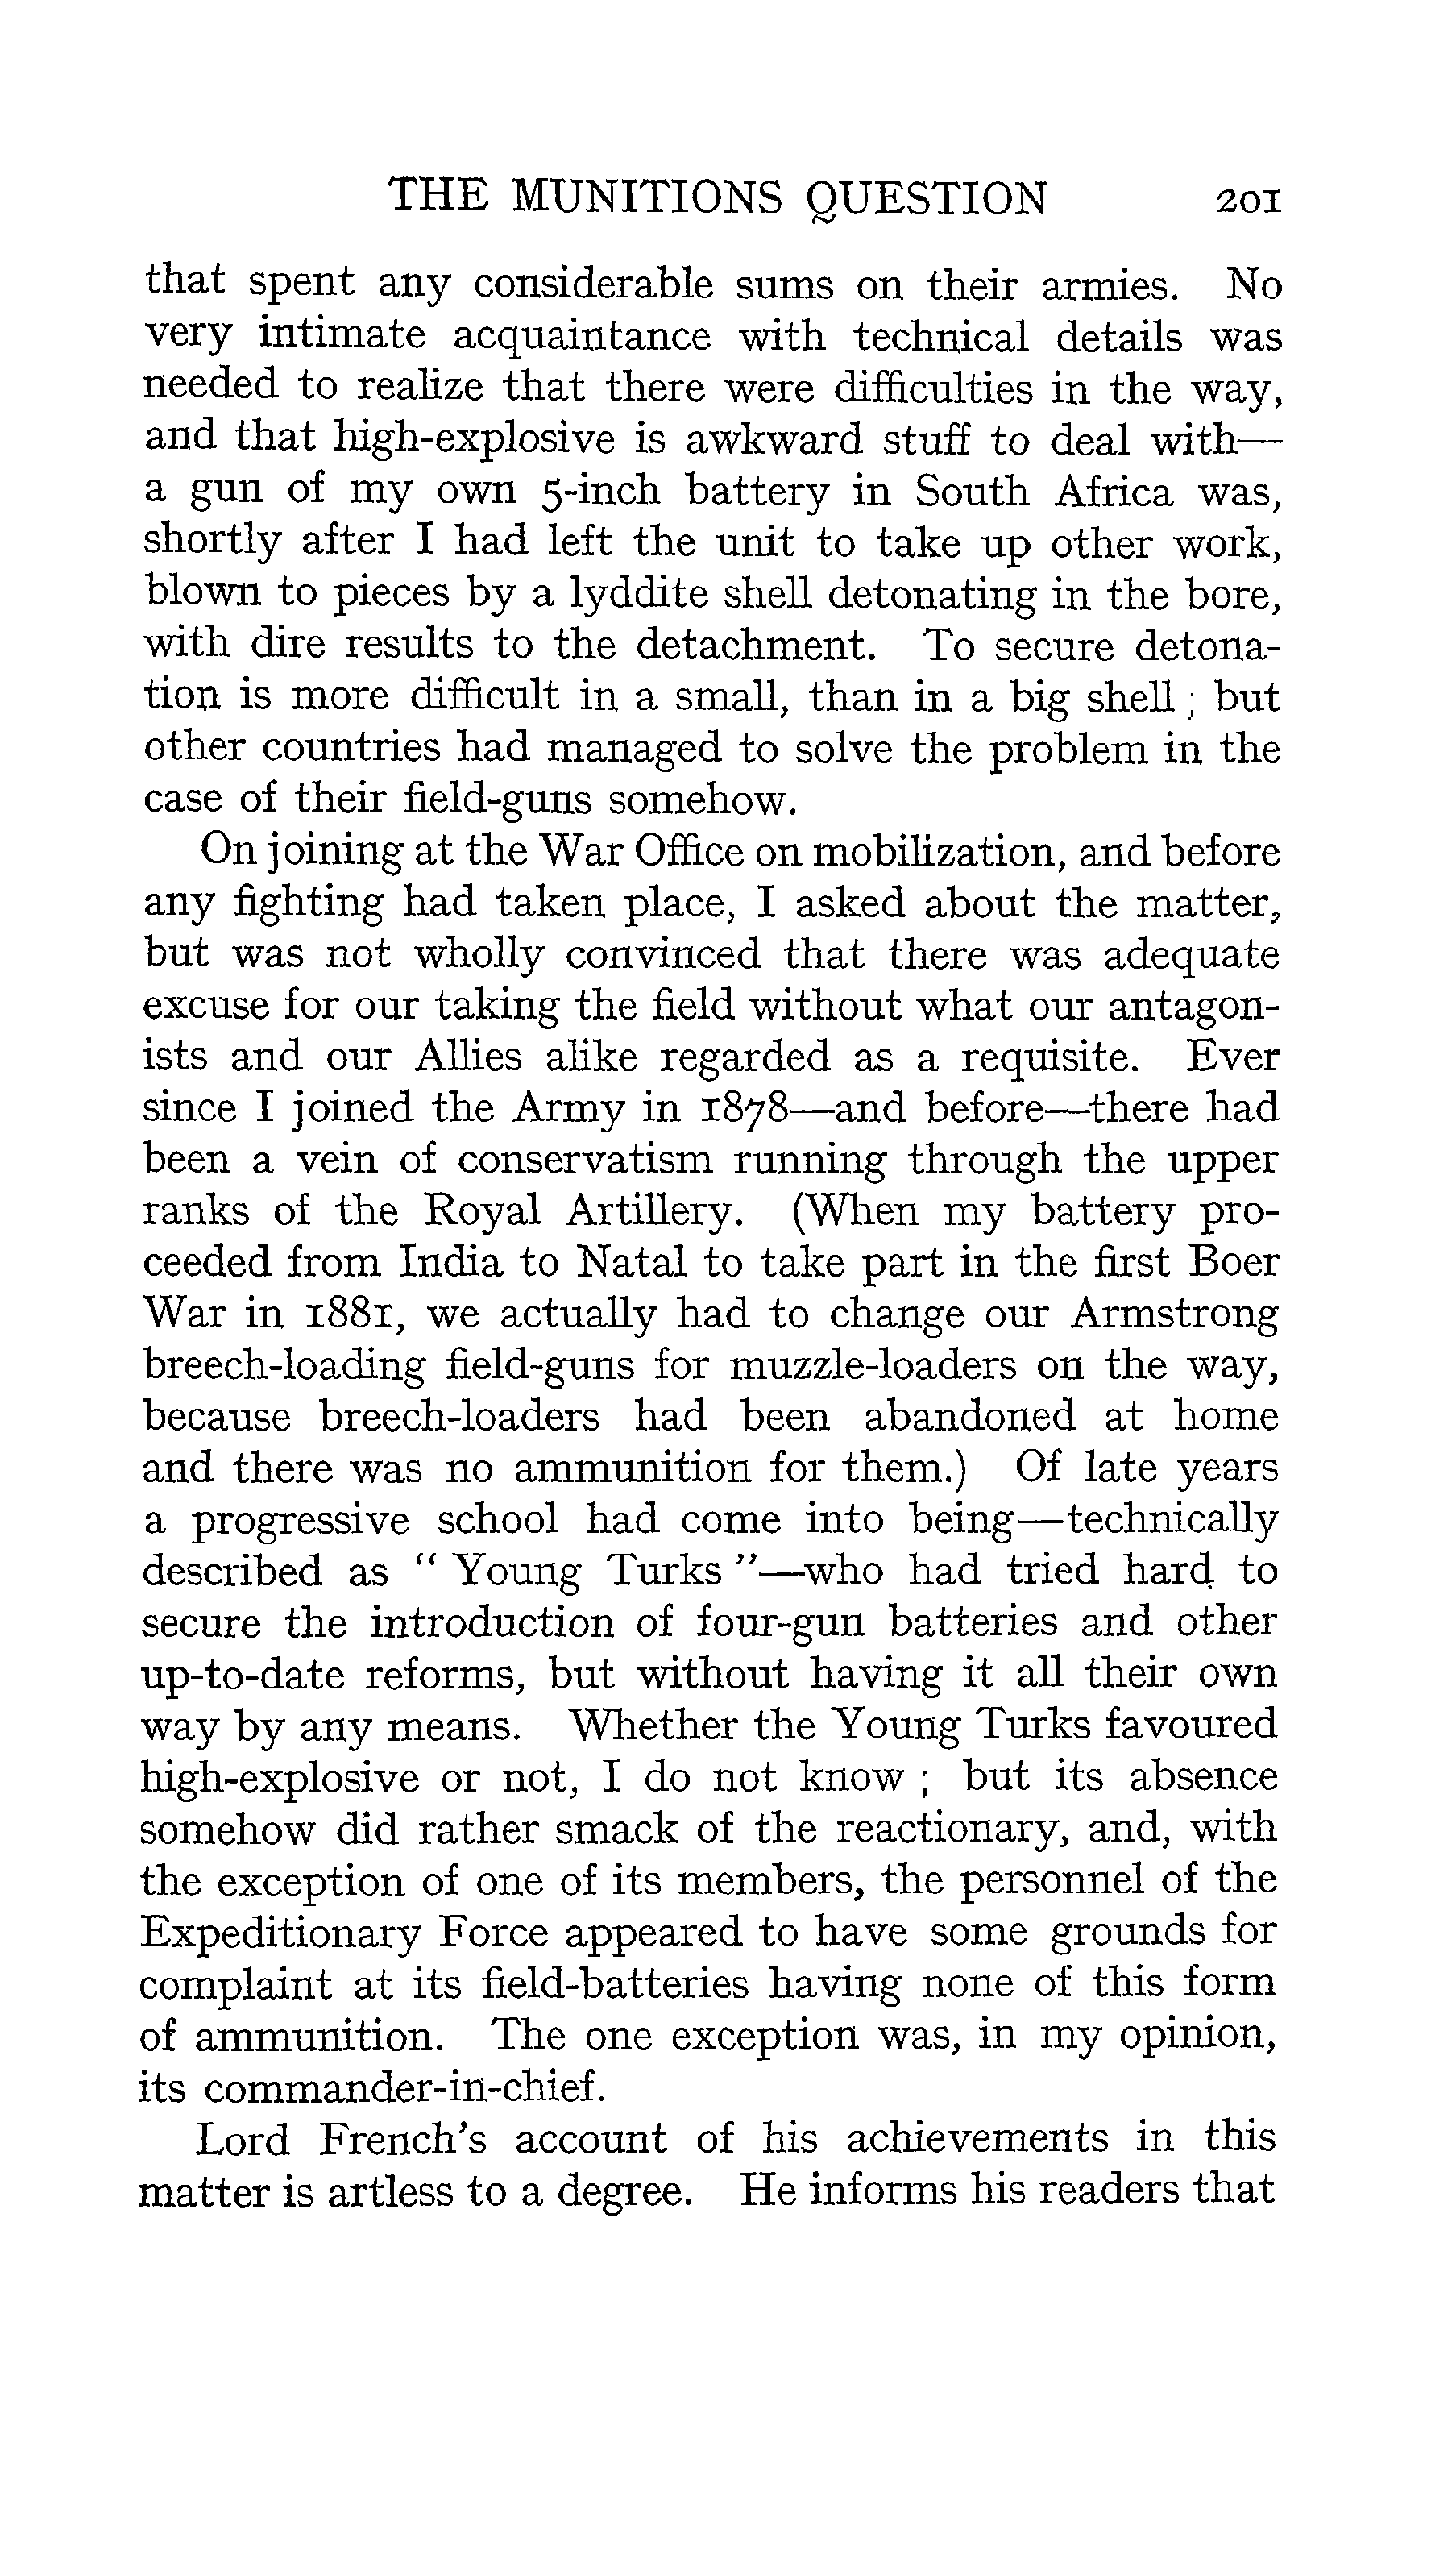 THE MUNITIONS QUESTION 201
that spent any considerable sums on their armies. No
very intimate acquaintance with technical details was
needed to realize that there were difficulties in the way,
and that high-explosive is awkward stuff to deal with—
a gun of my own 5-inch battery in South Africa was,
shortly after I had left the unit to take up other work,
blown to pieces by a lyddite shell detonating in the bore,
with dire results to the detachment. To secure detona-
tion is more difficult in a small, than in a big shell ; but
other countries had managed to solve the problem in the
case of their field-guns somehow.
On joining at the War Office on mobilization, and before
any fighting had taken place, I asked about the matter,
but was not wholly convinced that there was adequate
excuse for our taking the field without what our antagon-
ists and our Allies alike regarded as a requisite. Ever
since I joined the Army in 1878—and before—there had
been a vein of conservatism running through the upper
ranks of the Royal Artillery. (When my battery pro-
ceeded from India to Natal to take part in the first Boer
War in 1881, we actually had to change our Armstrong
breech-loading field-guns for muzzle-loaders on the way,
because breech-loaders had been abandoned at home
and there was no ammunition for them.) Of late years
a progressive school had come into being—technically
described as " Young Turks "—who had tried hard to
secure the introduction of four-gun batteries and other
up-to-date reforms, but without having it all their own
way by any means. Whether the Young Turks favoured
high-explosive or not, I do not know ; but its absence
somehow did rather smack of the reactionary, and, with
the exception of one of its members, the personnel of the
Expeditionary Force appeared to have some grounds for
complaint at its field-batteries having none of this form
of ammunition. The one exception was, in my opinion,
its commander-in-chief.
Lord French's account of his achievements in this
matter is artless to a degree. He informs his readers that